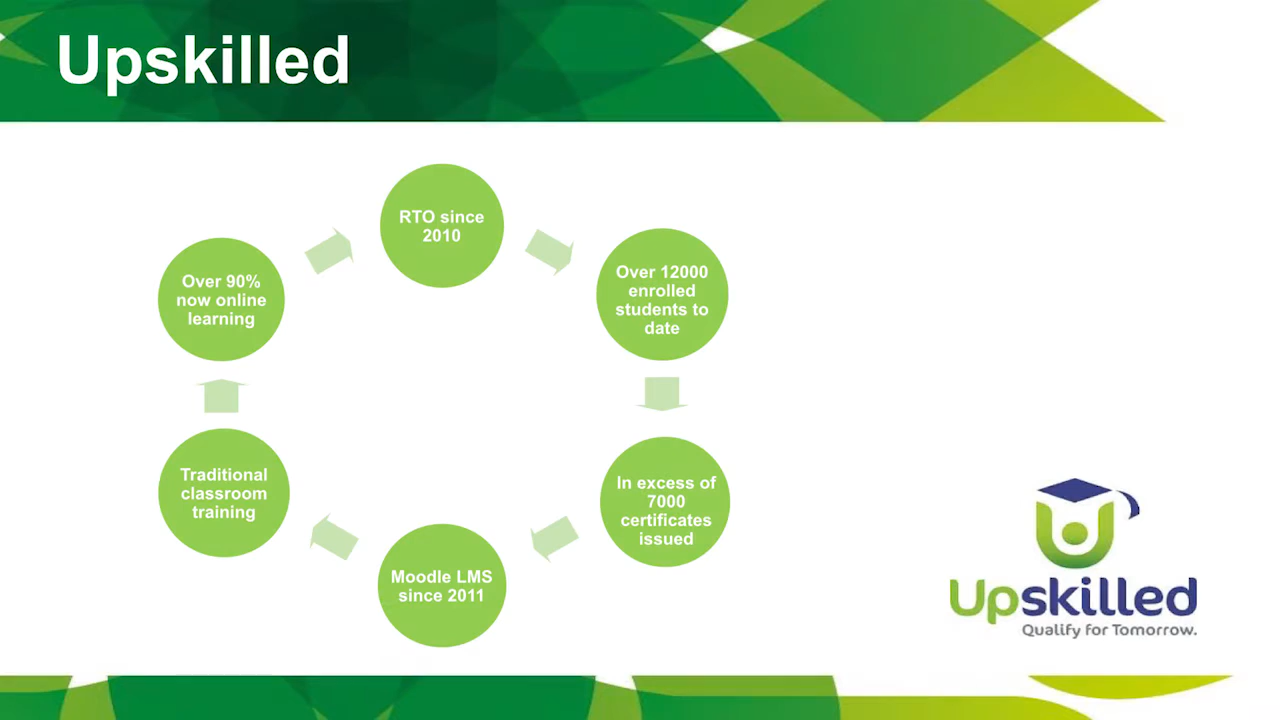 Upskilled
RTO since
2010
Over 12000
enrolled
students to
date
In excess of
7000
certificates
issued
Moodle LMS
since 2011
Traditional
classroom
training
Over 90%
now online
learning
Upskilled
Qualify for Tomorrow.